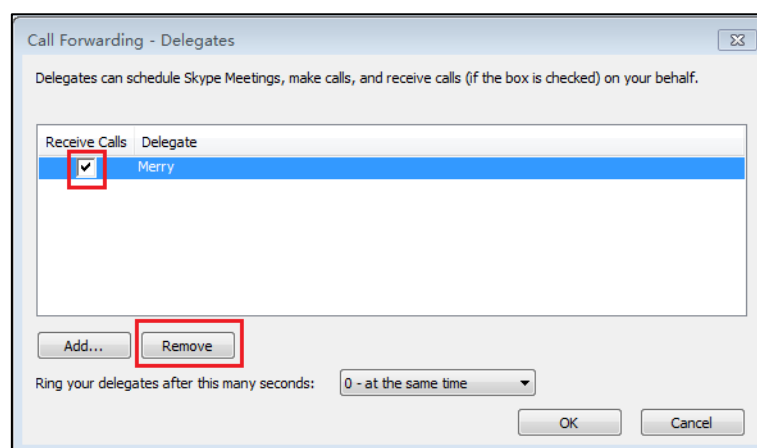 Call Forwarding - Delegates
Delegates can schedule Skype Meetings, make calls, and receive calls (if the box is checked) on your behalf.
Receive Calls Delegate
Merry
Add... Remove
Ring your delegates after this many seconds: 0 - at the same time
OK Cancel